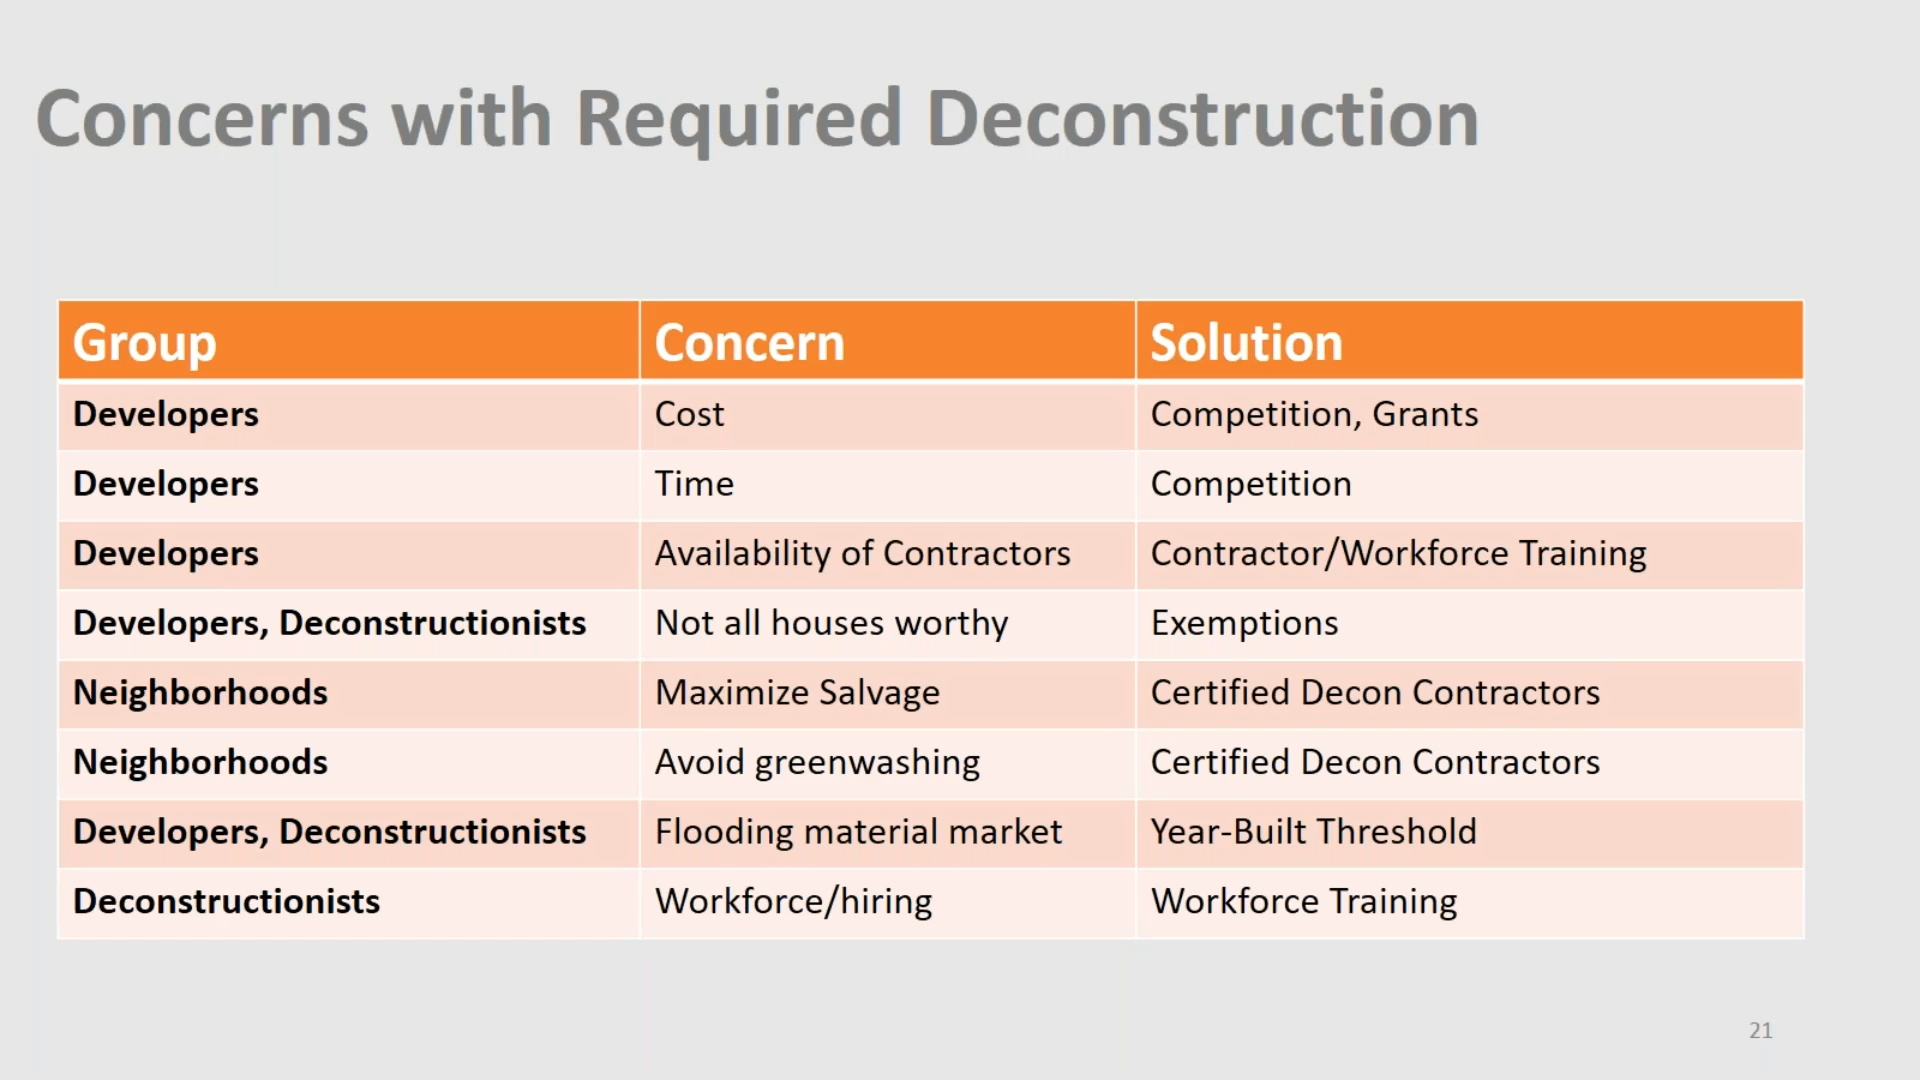 Concerns with Required Deconstruction
Group Concern Solution
Developers Cost Competition, Grants
Developers Time Competition
Developers Availability of Contractors Contractor/Workforce Training
Developers, Deconstructionists Not all houses worthy Exemptions
Neighborhoods Maximize Salvage Certified Decon Contractors
Neighborhoods Avoid greenwashing Certified Decon Contractors
Developers, Deconstructionists Flooding material market Year-Built Threshold
Deconstructionists Workforce/hiring Workforce Training
21